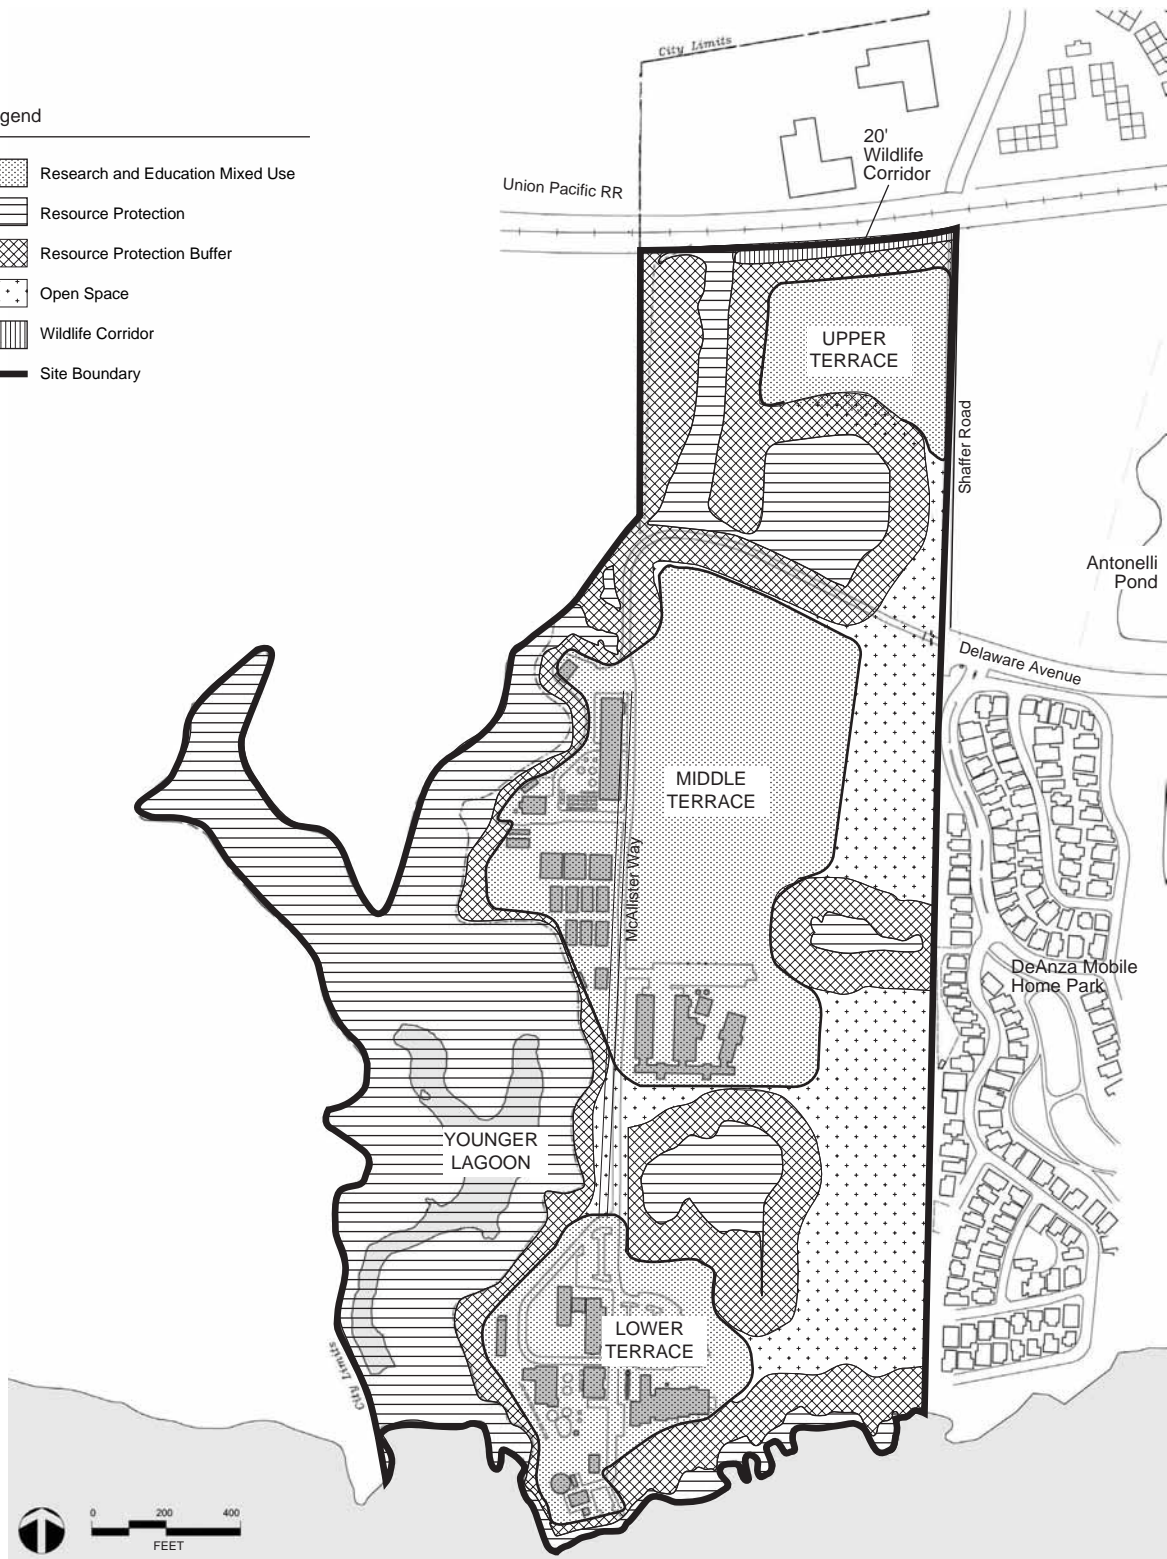 City Limits
gend
Research and Education Mixed Use
Resource Protection
Resource Protection Buffer
Open Space
Wildlife Corridor
Site Boundary
20'
Wildlife
Corridor
Union Pacific RR
UPPER
TERRACE
Shaffer Road
Antonelli
Pond
Delaware Avenue
MIDDLE
TERRACE
McAllister Way
DeAnza Mobile
Home Park
YOUNGER
LAGOON
LOWER
TERRACE
City Limits
0 200 400
FEET